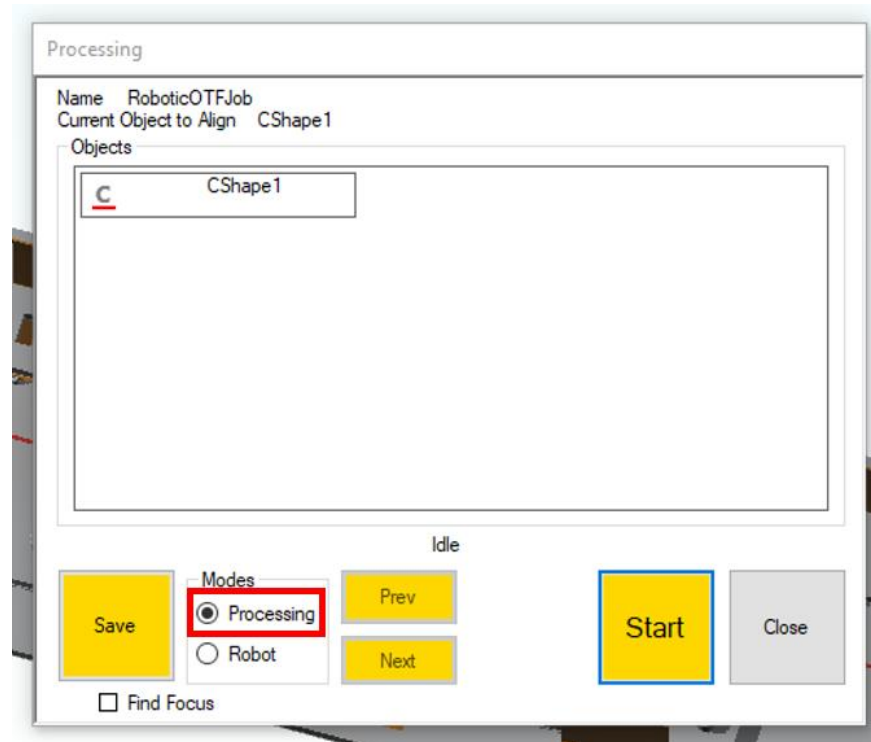 Processing
Name RoboticOTFJob
Current Object to Align CShape1
Objects
C CShape1
Idle
Save
Modes
Processing
Robot
Prev
Next
Start
Close
Find Focus